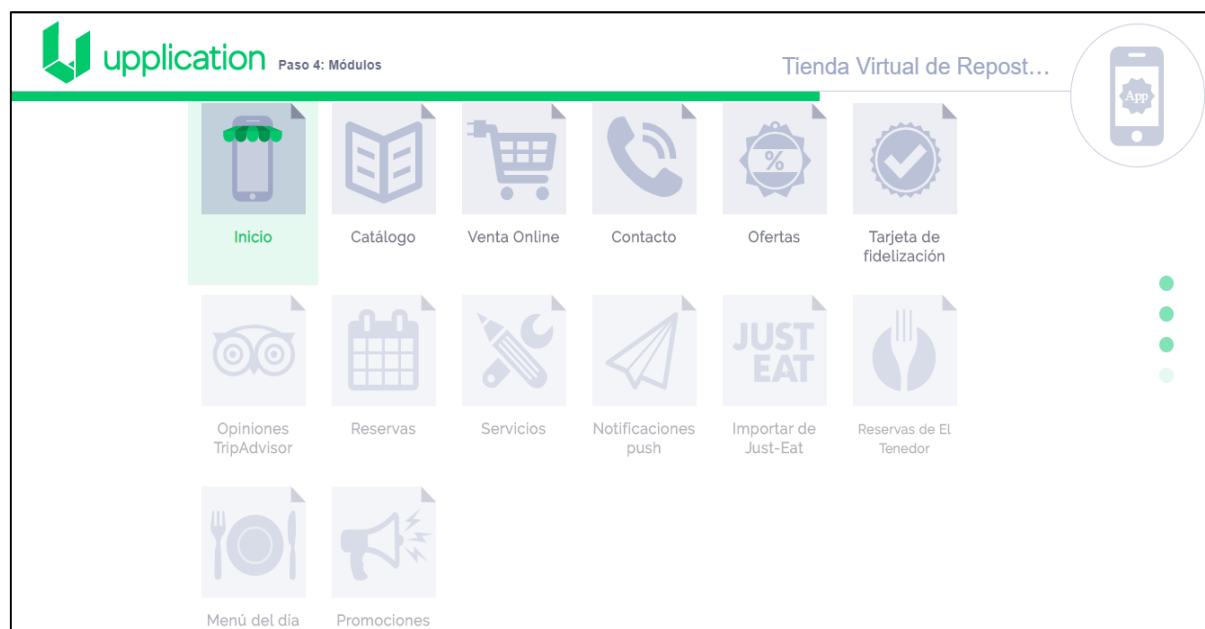 upplication Paso 4: Módulos
Tienda Virtual de Repost...
App
%
Inicio
Catálogo
Venta Online
Contacto
Ofertas
Tarjeta de
fidelización
JUST
EAT
Opiniones
TripAdvisor
Reservas
Servicios
Notificaciones
push
Importar de
Just-Eat
Reservas de El
Tenedor
Menú del día
Promociones